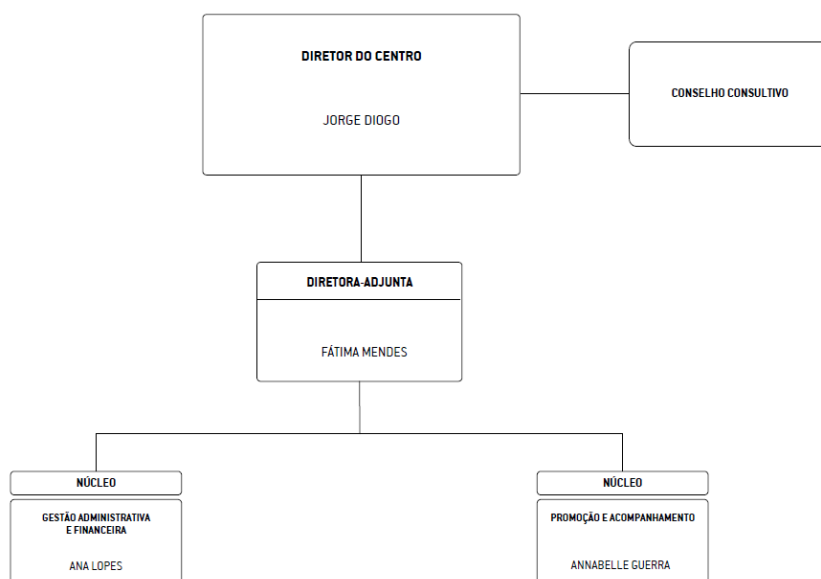 DIRETOR DO CENTRO
JORGE DIOGO
CONSELHO CONSULTIVO
DIRETORA-ADJUNTA
FÁTIMA MENDES
NÚCLEO
GESTÃO ADMINISTRATIVA
E FINANCEIRA
ANA LOPES
NÚCLEO
PROMOÇÃO E ACOMPANHAMENTO
ANNABELLE GUERRA